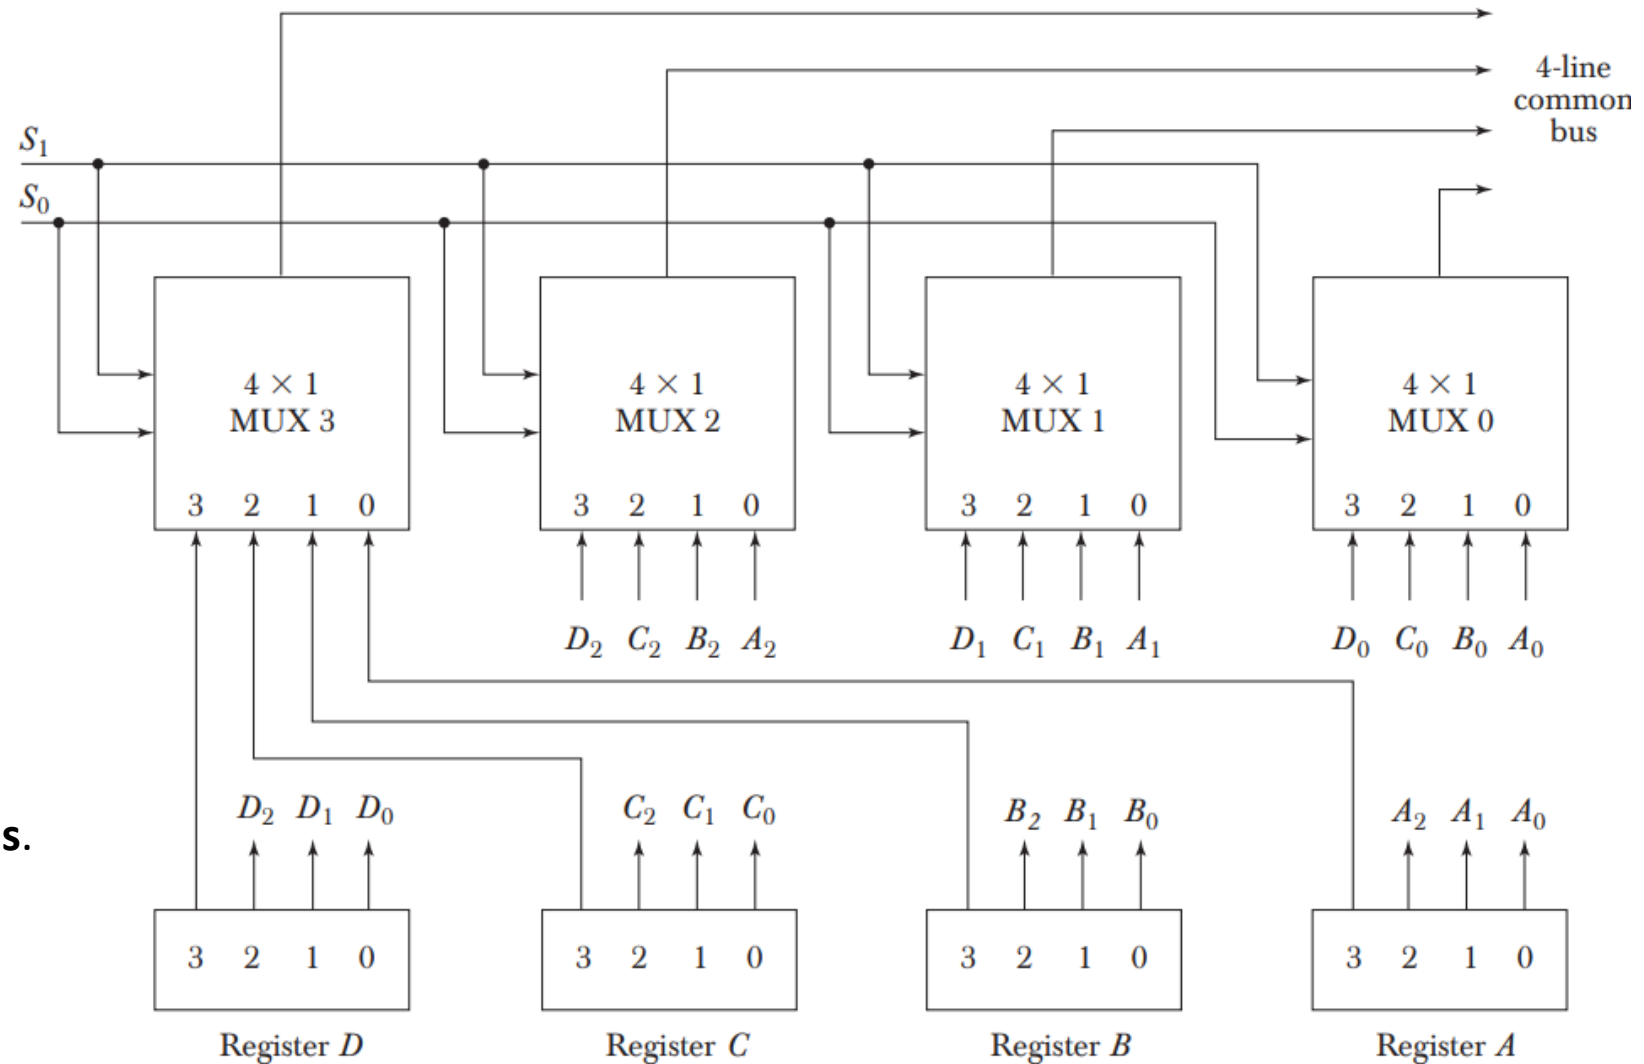 4-line
common
bus
S₁
S₀
4 × 1
MUX 3
4 × 1
MUX 2
4 × 1
MUX 1
4 × 1
MUX 0
3 2 1 0
3 2 1 0
3 2 1 0
3 2 1 0
D₂ C₂ B₂ A₂
D₁ C₁ B₁ A₁
D₀ C₀ B₀ A₀
D₂ D₁ D₀
C₂ C₁ C₀
B₂ B₁ B₀
A₂ A₁ A₀
s.
3 2 1 0
3 2 1 0
3 2 1 0
3 2 1 0
Register D
Register C
Register B
Register A